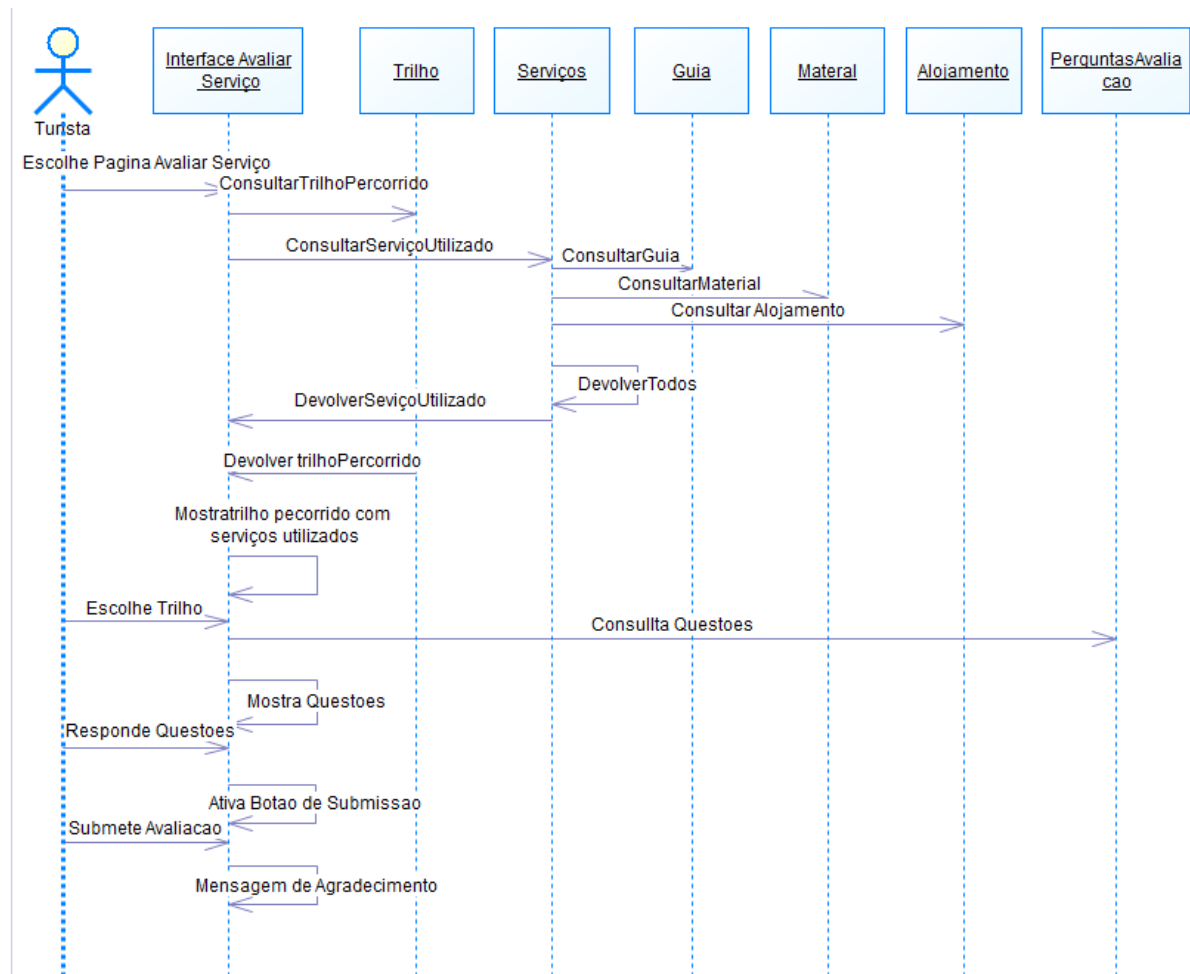 Interface Avaliar
Serviço
Trilho
Serviços
Guia
Materal
Alojamento
PerguntasAvalia
cao
Turista
Escolhe Pagina Avaliar Serviço
ConsultarTrilhoPercorrido
ConsultarServiçoUtilizado
ConsultarGuia
ConsultarMaterial
Consultar Alojamento
DevolverTodos
DevolverSeviçoUtilizado
Devolver trilhoPercorrido
Mostratrilho pecorrido com
serviços utilizados
Escolhe Trilho
Consullta Questoes
Mostra Questoes
Responde Questoes
Ativa Botao de Submissao
Submete Avaliacao
Mensagem de Agradecimento